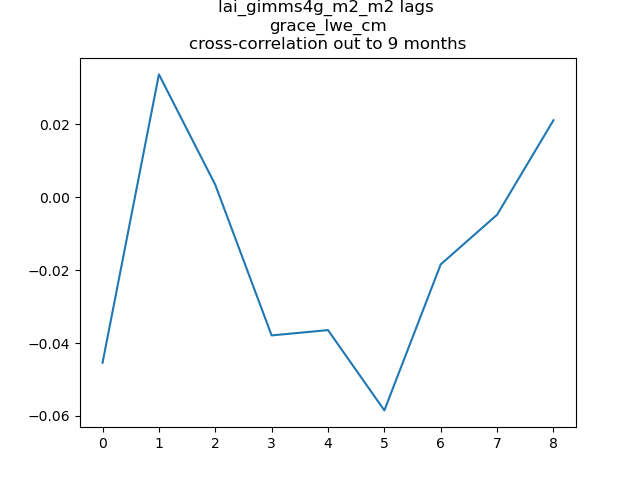 lai_gimms4g_m2_m2 lags
grace_lwe_cm
cross-correlation out to 9 months
0.02
0.00
−0.02
−0.04
−0.06
0 1 2 3 4 5 6 7 8